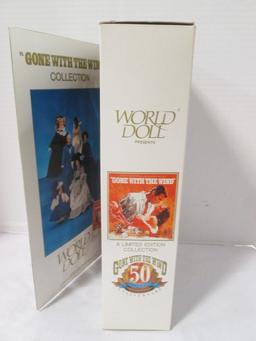 "GONE WITH THE WIND"
COLLECTION
WORLD
DOLL
WORLD
DOLL
PRESENTS
"GONE WITH THE WIND"
A LIMITED EDITION
COLLECTION
GONE WITH THE WIND
50